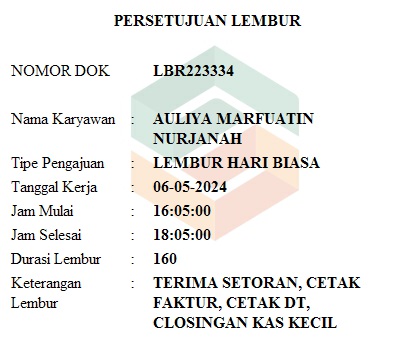 PERSETUJUAN LEMBUR
NOMOR DOK LBR223334
Nama Karyawan : AULIYA MARFUATIN
NURJANAH
Tipe Pengajuan : LEMBUR HARI BIASA
Tanggal Kerja : 06-05-2024
Jam Mulai : 16:05:00
Jam Selesai : 18:05:00
Durasi Lembur : 160
Keterangan : TERIMA SETORAN, CETAK
Lembur FAKTUR, CETAK DT,
CLOSINGAN KAS KECIL